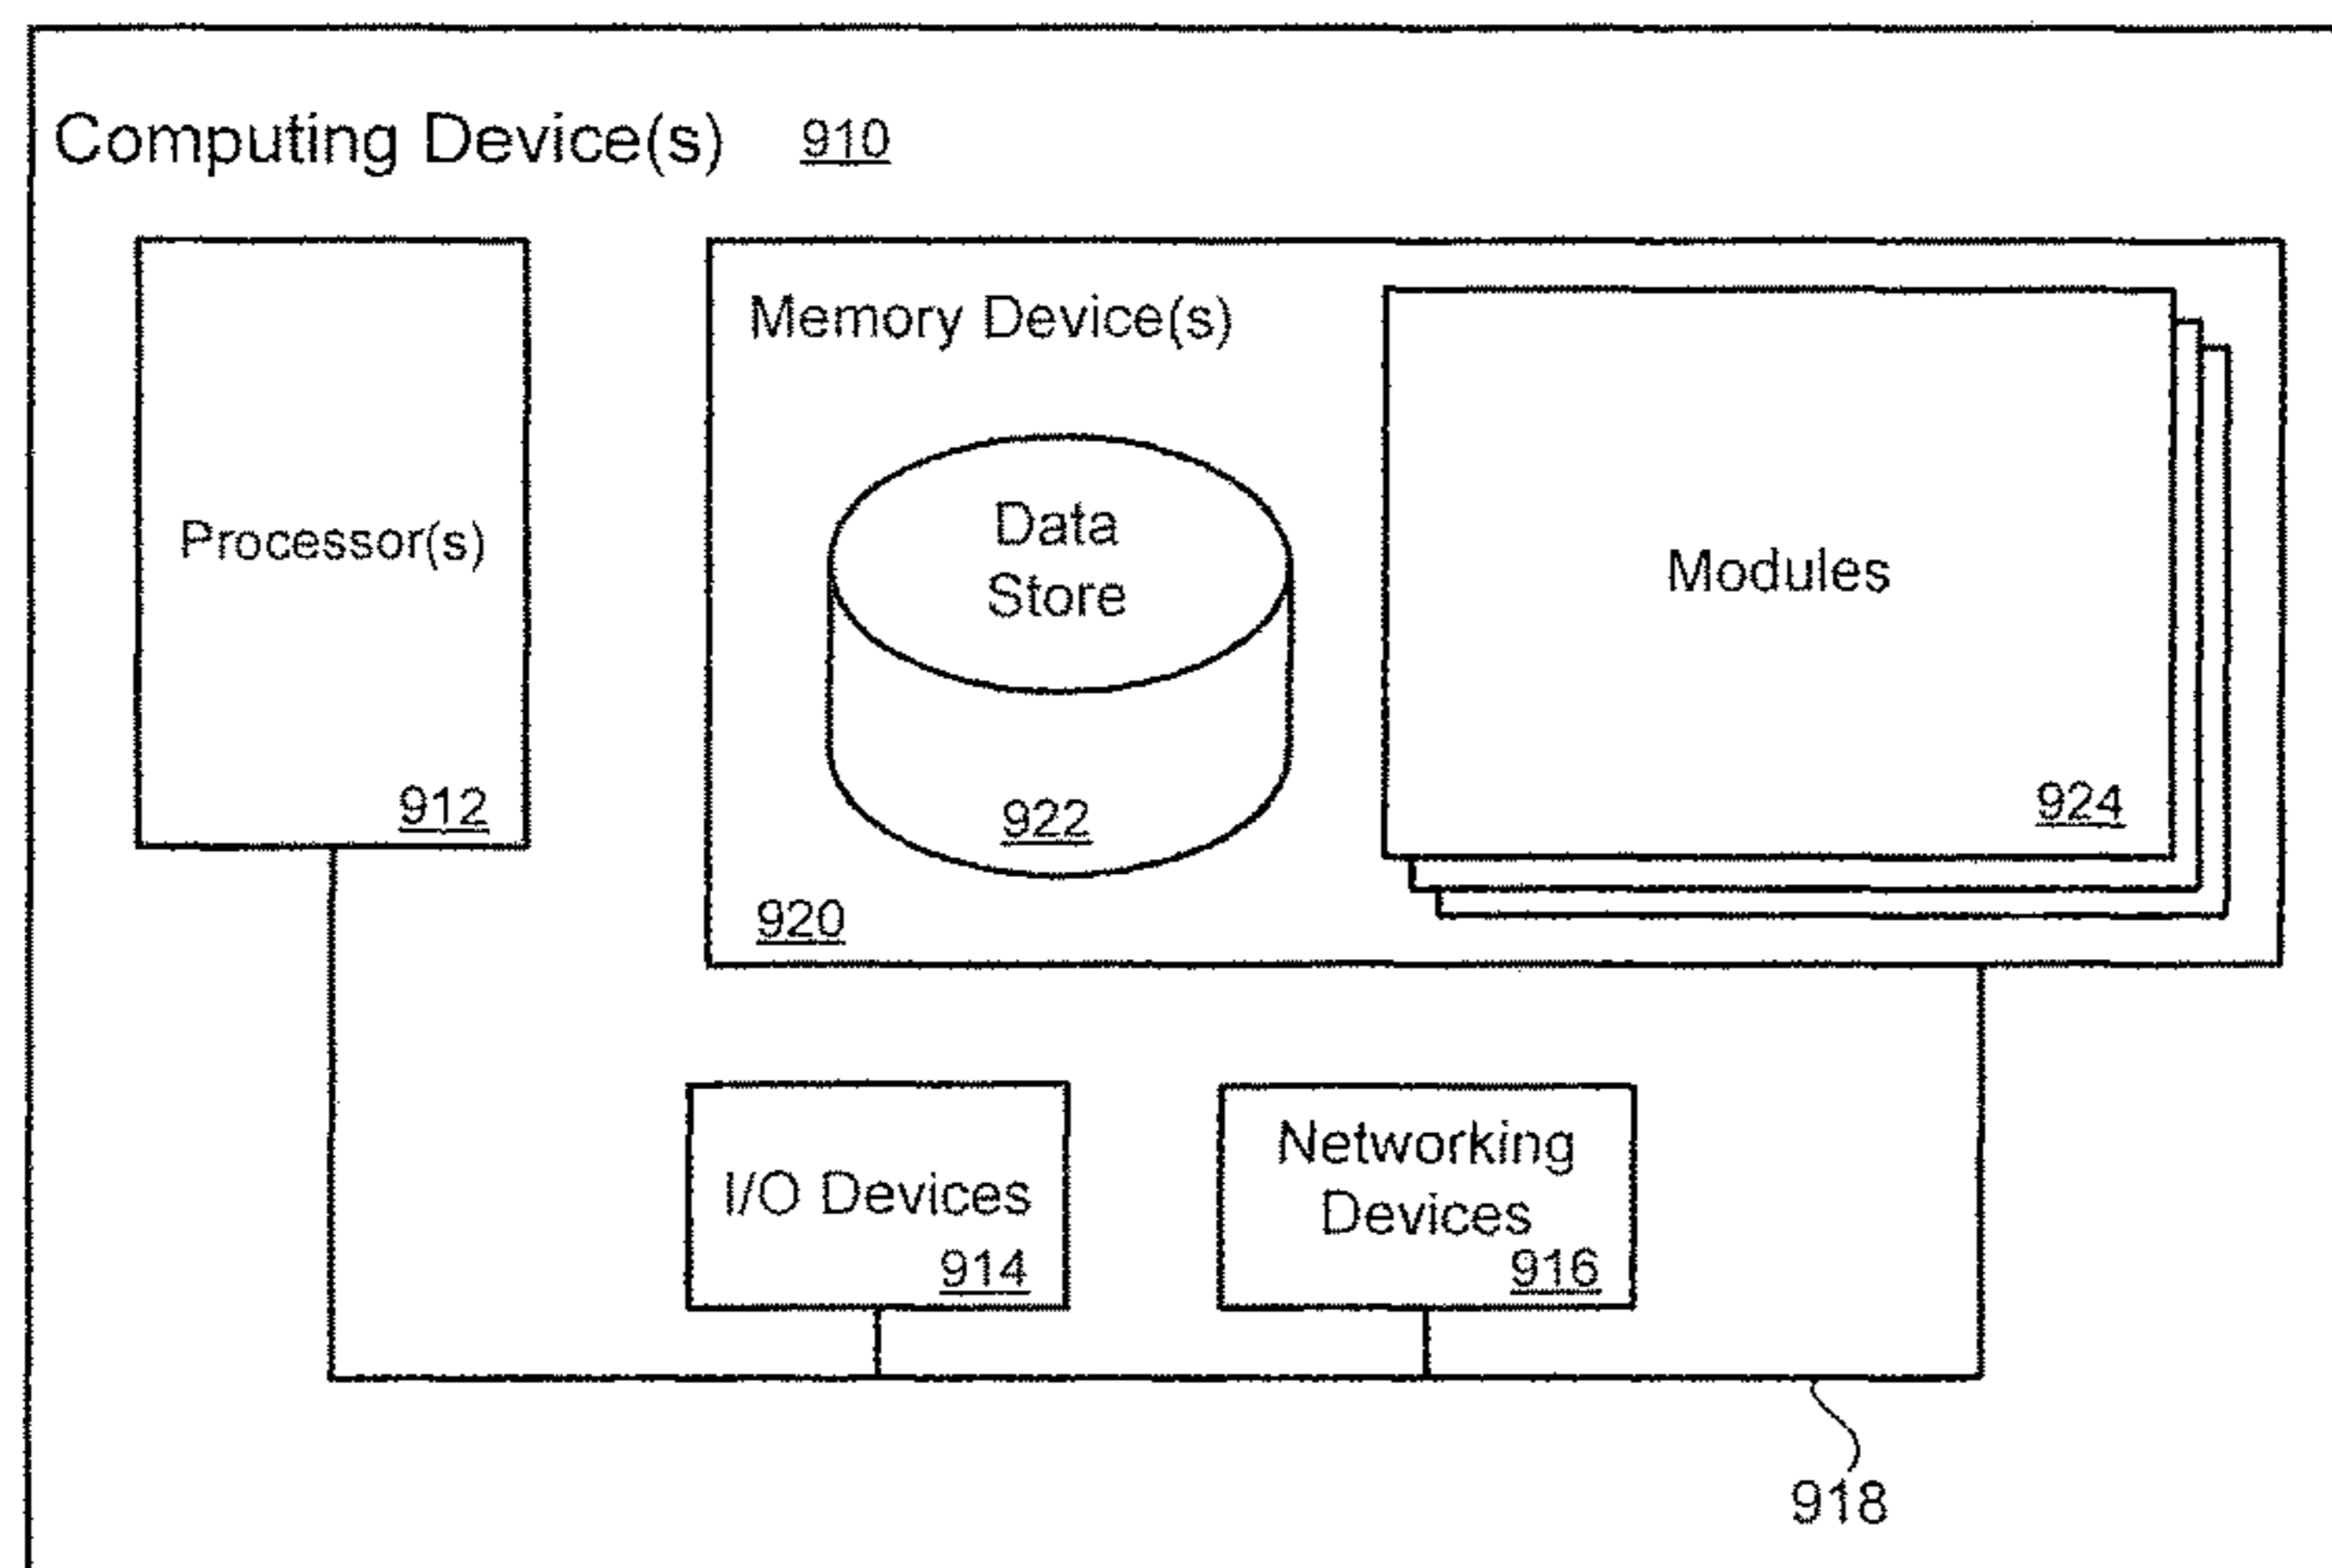 Computing Device(s) 910
Processor(s)
912
Memory Device(s)
Data
Store
922
920
Modules
924
I/O Devices
914
Networking
Devices
916
918